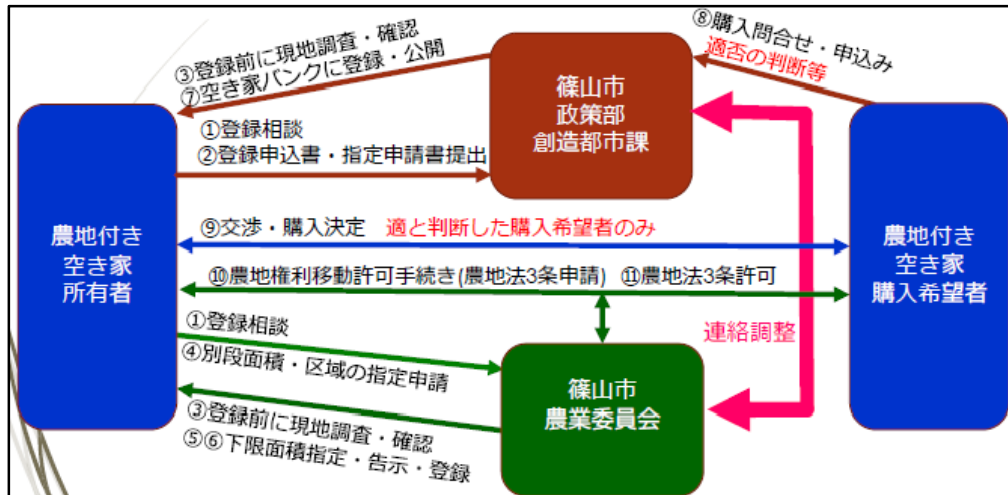 ③登録前に現地調査・確認
⑦空き家バンクに登録・公開
①登録相談
②登録申込書・指定申請書提出
篠山市
政策部
創造都市課
⑧購入問合せ・申込み
適否の判断等
農地付き
空き家
所有者
⑨交渉・購入決定 適と判断した購入希望者のみ
⑩農地権利移動許可手続き(農地法3条申請) ⑪農地法3条許可
農地付き
空き家
購入希望者
①登録相談
④別段面積・区域の指定申請
③登録前に現地調査・確認
⑤⑥下限面積指定・告示・登録
篠山市
農業委員会
連絡調整